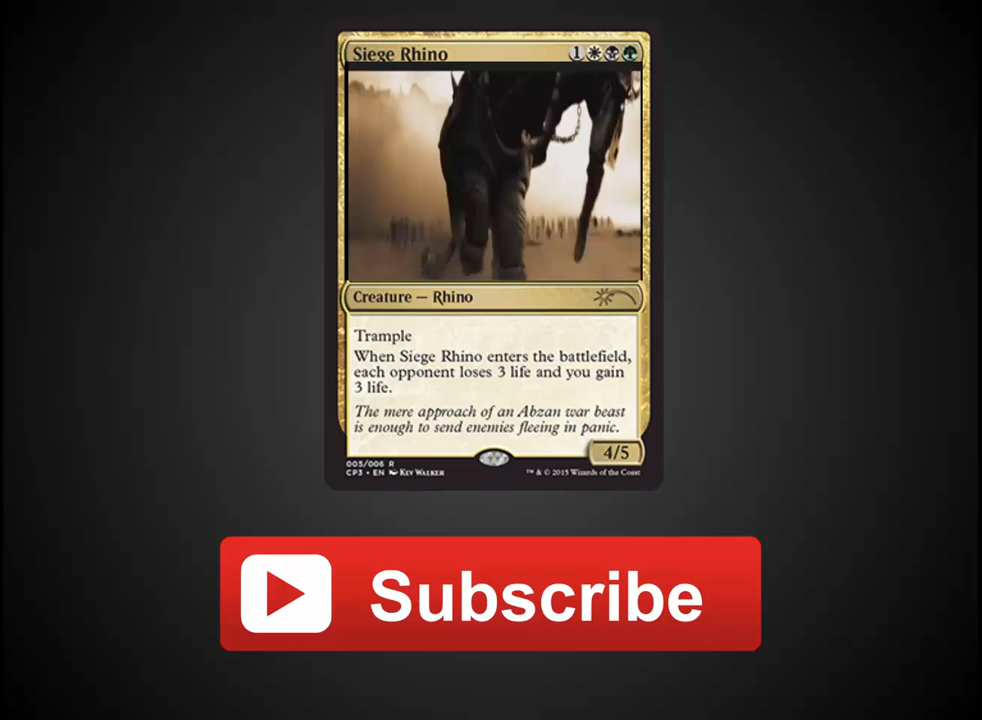 Siege Rhino 1
Creature — Rhino
Trample
When Siege Rhino enters the battlefield,
each opponent loses 3 life and you gain
3 life.
The mere approach of an Abzan war beast
is enough to send enemies fleeing in panic.
4/5
005/006 R
CP3 • EN Kev Walker
™ & © 2015 Wizards of the Coast
Subscribe